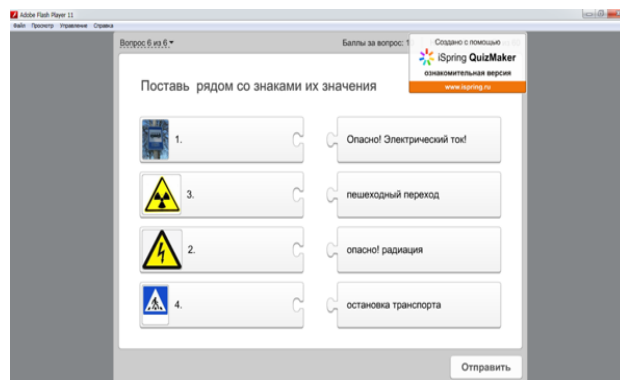 Adobe Flash Player 11
Файл Просмотр Управление Справка
Вопрос 6 из 6
Баллы за вопрос: 1
Создано с помощью
iSpring QuizMaker
ознакомительная версия
www.ispring.ru
Поставь рядом со знаками их значения
1.
Опасно! Электрический ток!
3.
пешеходный переход
2.
опасно! радиация
4.
остановка транспорта
Отправить